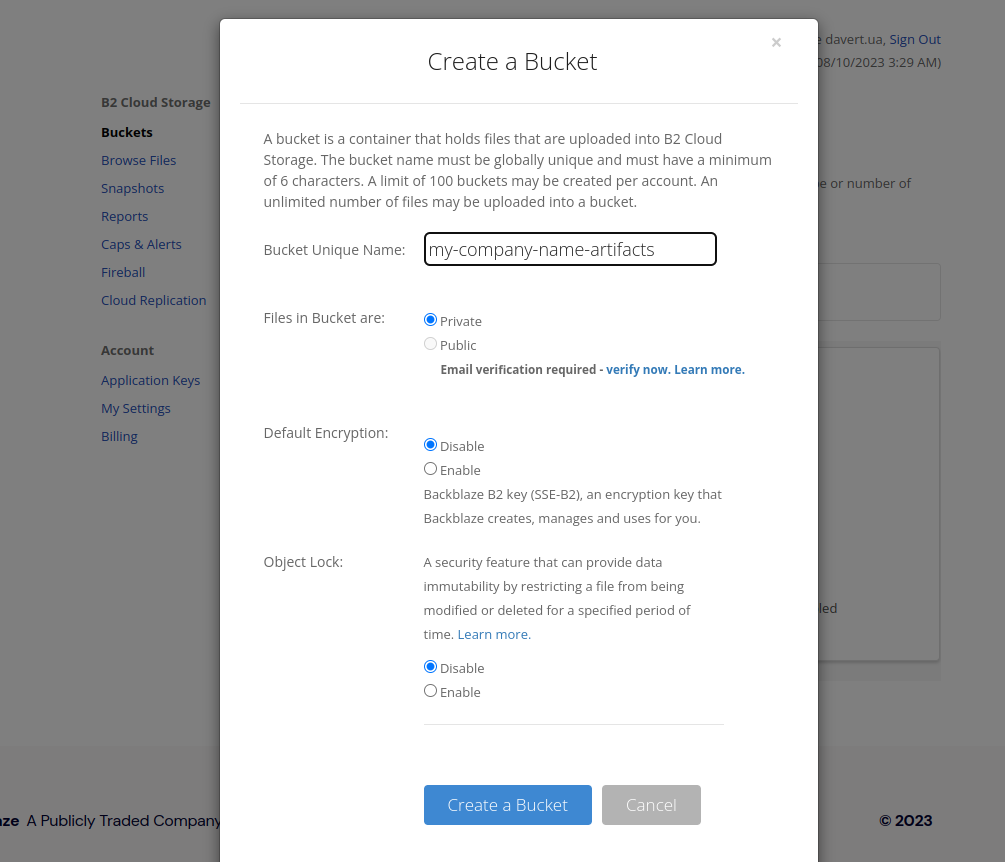 davert.ua, Sign Out
08/10/2023 3:29 AM)
B2 Cloud Storage
Buckets
Browse Files
Snapshots
Reports
Caps & Alerts
Fireball
Cloud Replication
Account
Application Keys
My Settings
Billing
or number of
×
Create a Bucket
A bucket is a container that holds files that are uploaded into B2 Cloud
Storage. The bucket name must be globally unique and must have a minimum
of 6 characters. A limit of 100 buckets may be created per account. An
unlimited number of files may be uploaded into a bucket.
Bucket Unique Name: my-company-name-artifacts
Files in Bucket are:
Private
Public
Email verification required - verify now. Learn more.
Default Encryption:
Disable
Enable
Backblaze B2 key (SSE-B2), an encryption key that
Backblaze creates, manages and uses for you.
Object Lock:
A security feature that can provide data
immutability by restricting a file from being
modified or deleted for a specified period of
time. Learn more.
Disable
Enable
Create a Bucket Cancel
A Publicly Traded Company
© 2023